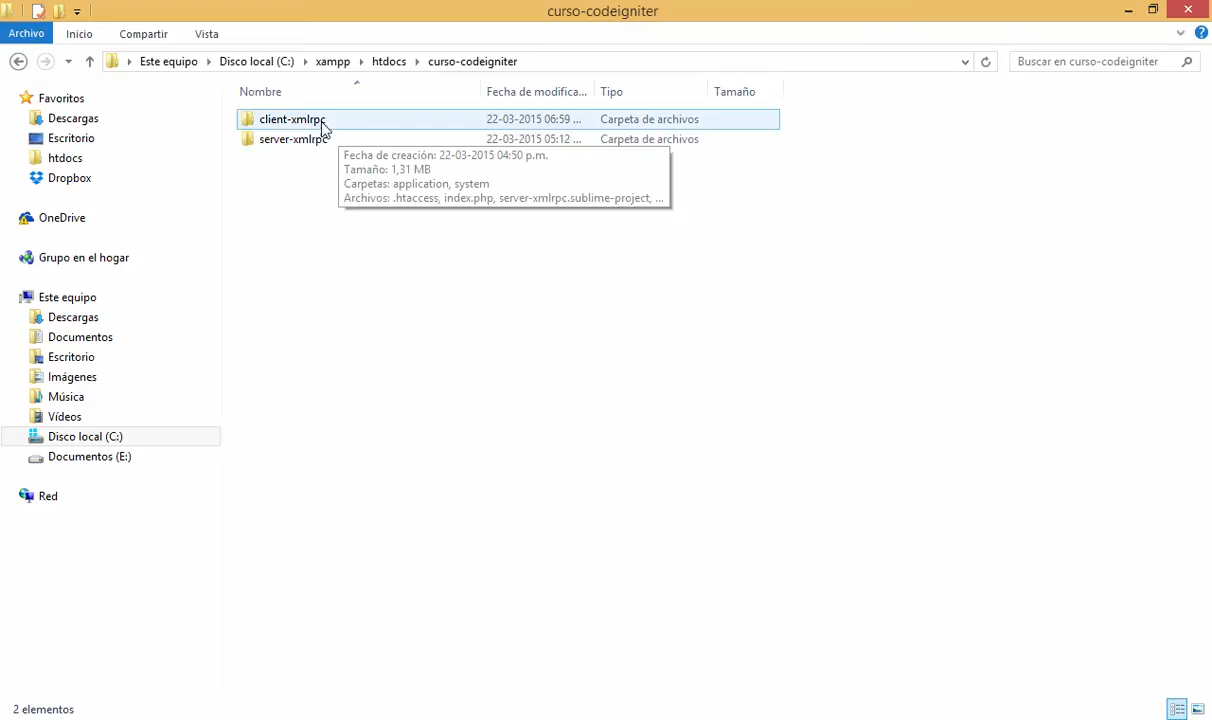 curso-codeigniter
Archivo Inicio Compartir Vista
Este equipo Disco local (C:) xampp htdocs curso-codeigniter Buscar en curso-codeigniter
Nombre Fecha de modifica... Tipo Tamaño
Favoritos
Descargas
Escritorio
htdocs
Dropbox
OneDrive
Grupo en el hogar
Este equipo
Descargas
Documentos
Escritorio
Imágenes
Música
Vídeos
Disco local (C:)
Documentos (E:)
Red
client-xmlrpc 22-03-2015 06:59 ... Carpeta de archivos
server-xmlrpc 22-03-2015 05:12 ... Carpeta de archivos
Fecha de creación: 22-03-2015 04:50 p.m.
Tamaño: 1,31 MB
Carpetas: application, system
Archivos: .htaccess, index.php, server-xmlrpc.sublime-project, ...
2 elementos